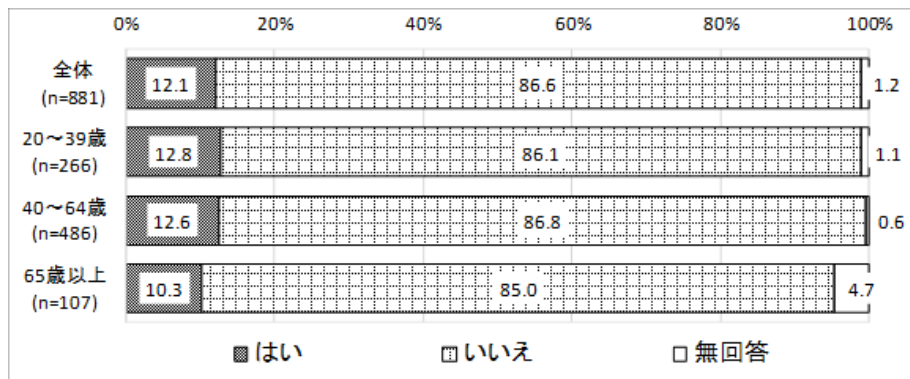 0% 20% 40% 60% 80% 100%
全体
(n=881)
12.1 86.6 1.2
20～39歳
(n=266)
12.8 86.1 1.1
40～64歳
(n=486)
12.6 86.8 0.6
65歳以上
(n=107)
10.3 85.0 4.7
はい いいえ 無回答